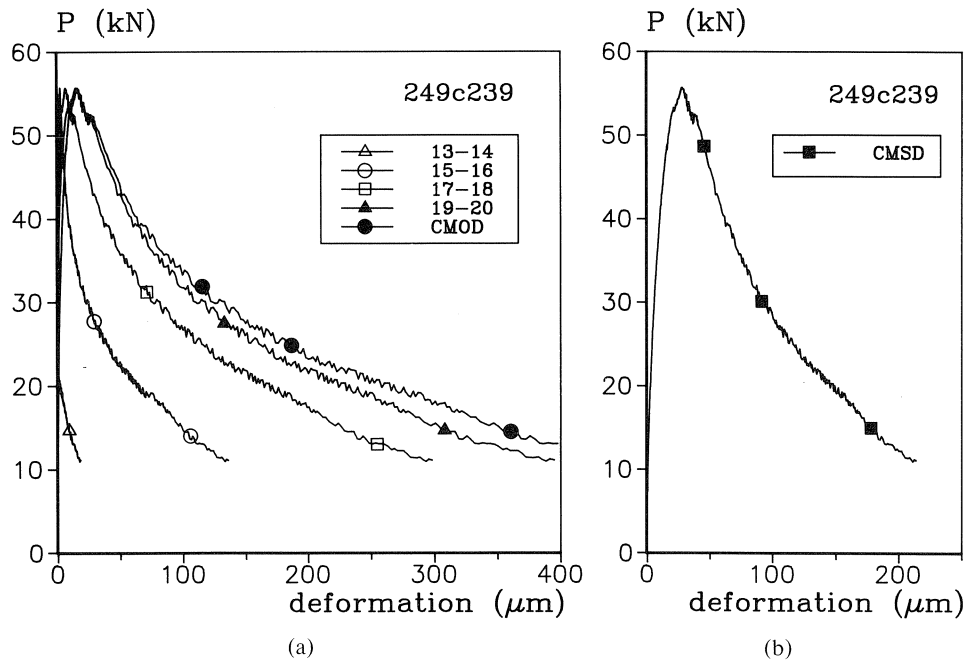 P (kN)
60
50
40
30
20
10
0
249c239
13-14
15-16
17-18
19-20
CMOD
0 100 200 300 400
deformation (μm)
(a)
P (kN)
60
50
40
30
20
10
0
249c239
CMSD
0 100 200
deformation (μm)
(b)